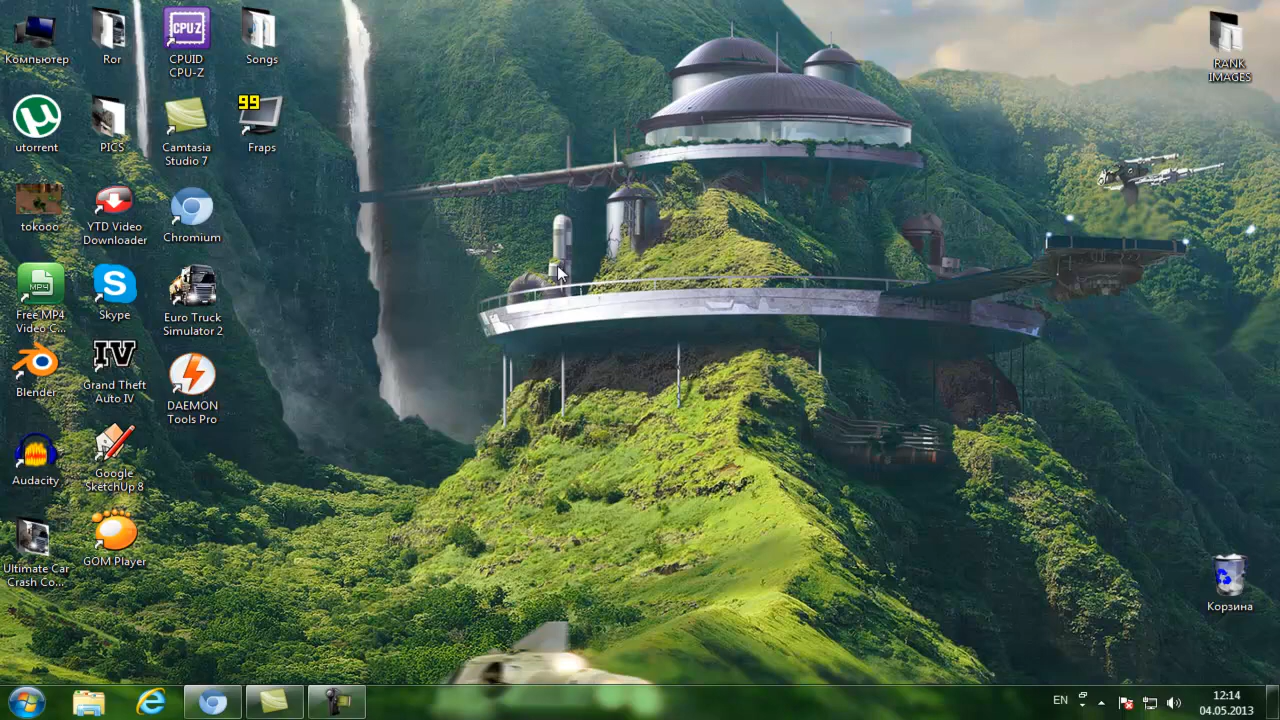 Компьютер
Ror
CPU-Z
CPUID
CPU-Z
Songs
RANK
IMAGES
µ
utorrent
PICS
Camtasia
Studio 7
99
Fraps
tokooo
YTD Video
Downloader
Chromium
MP4
Free MP4
Video C...
S
Skype
Euro Truck
Simulator 2
Blender
IV
Grand Theft
Auto IV
DAEMON
Tools Pro
Audacity
Google
SketchUp 8
Ultimate Car
Crash Co...
GOM Player
Корзина
EN
12:14
04.05.2013